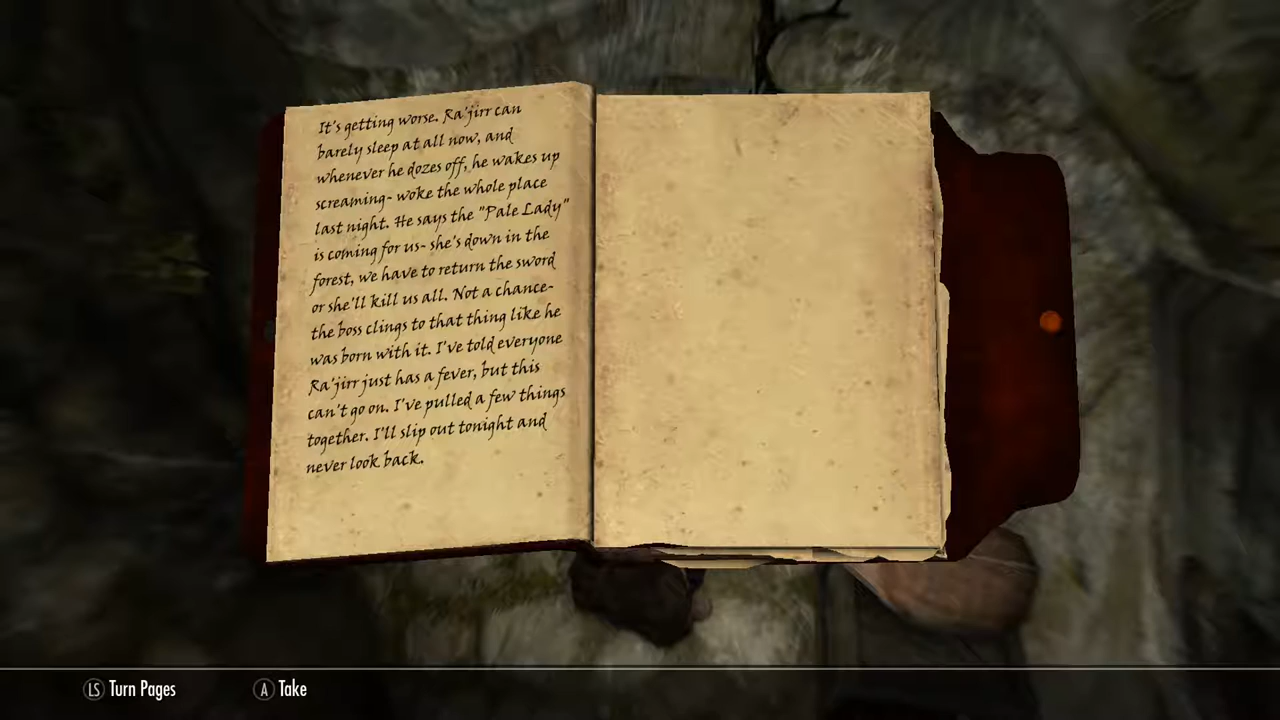 It's getting worse. Ra'jirr can
barely sleep at all now, and
whenever he dozes off, he wakes up
screaming- woke the whole place
last night. He says the "Pale Lady"
is coming for us- she's down in the
forest, we have to return the sword
or she'll kill us all. Not a chance-
the boss clings to that thing like he
was born with it. I've told everyone
Ra'jirr just has a fever, but this
can't go on. I've pulled a few things
together. I'll slip out tonight and
never look back.
LS Turn Pages
A Take